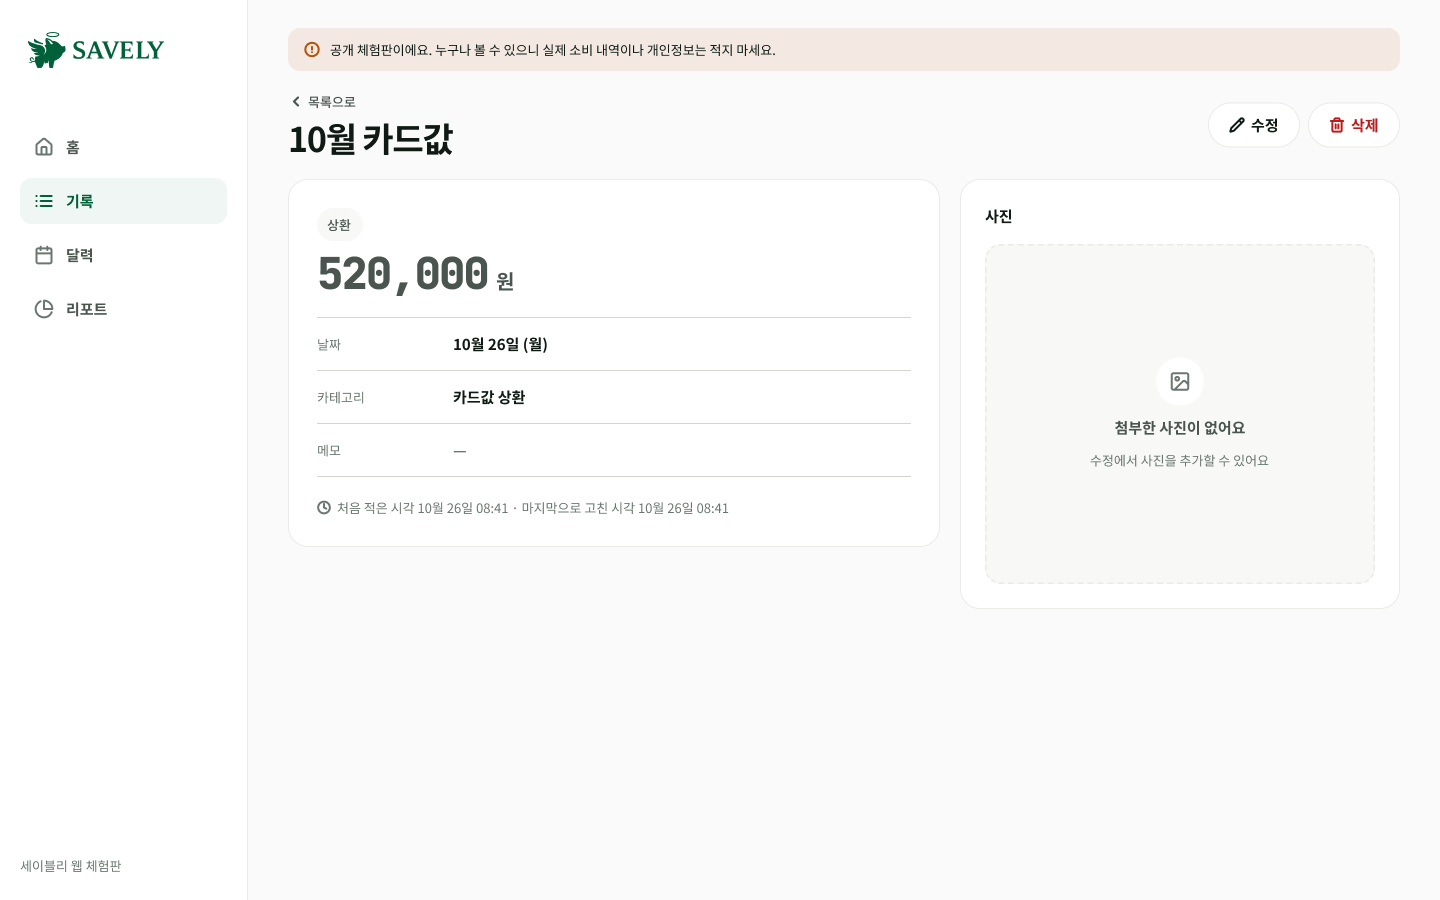 SAVELY
홈
기록
달력
리포트
세이블리 웹 체험판
공개 체험판이에요. 누구나 볼 수 있으니 실제 소비 내역이나 개인정보는 적지 마세요.
목록으로
10월 카드값
수정
삭제
상환
520,000 원
날짜 10월 26일 (월)
카테고리 카드값 상환
메모 —
처음 적은 시각 10월 26일 08:41 · 마지막으로 고친 시각 10월 26일 08:41
사진
첨부한 사진이 없어요
수정에서 사진을 추가할 수 있어요